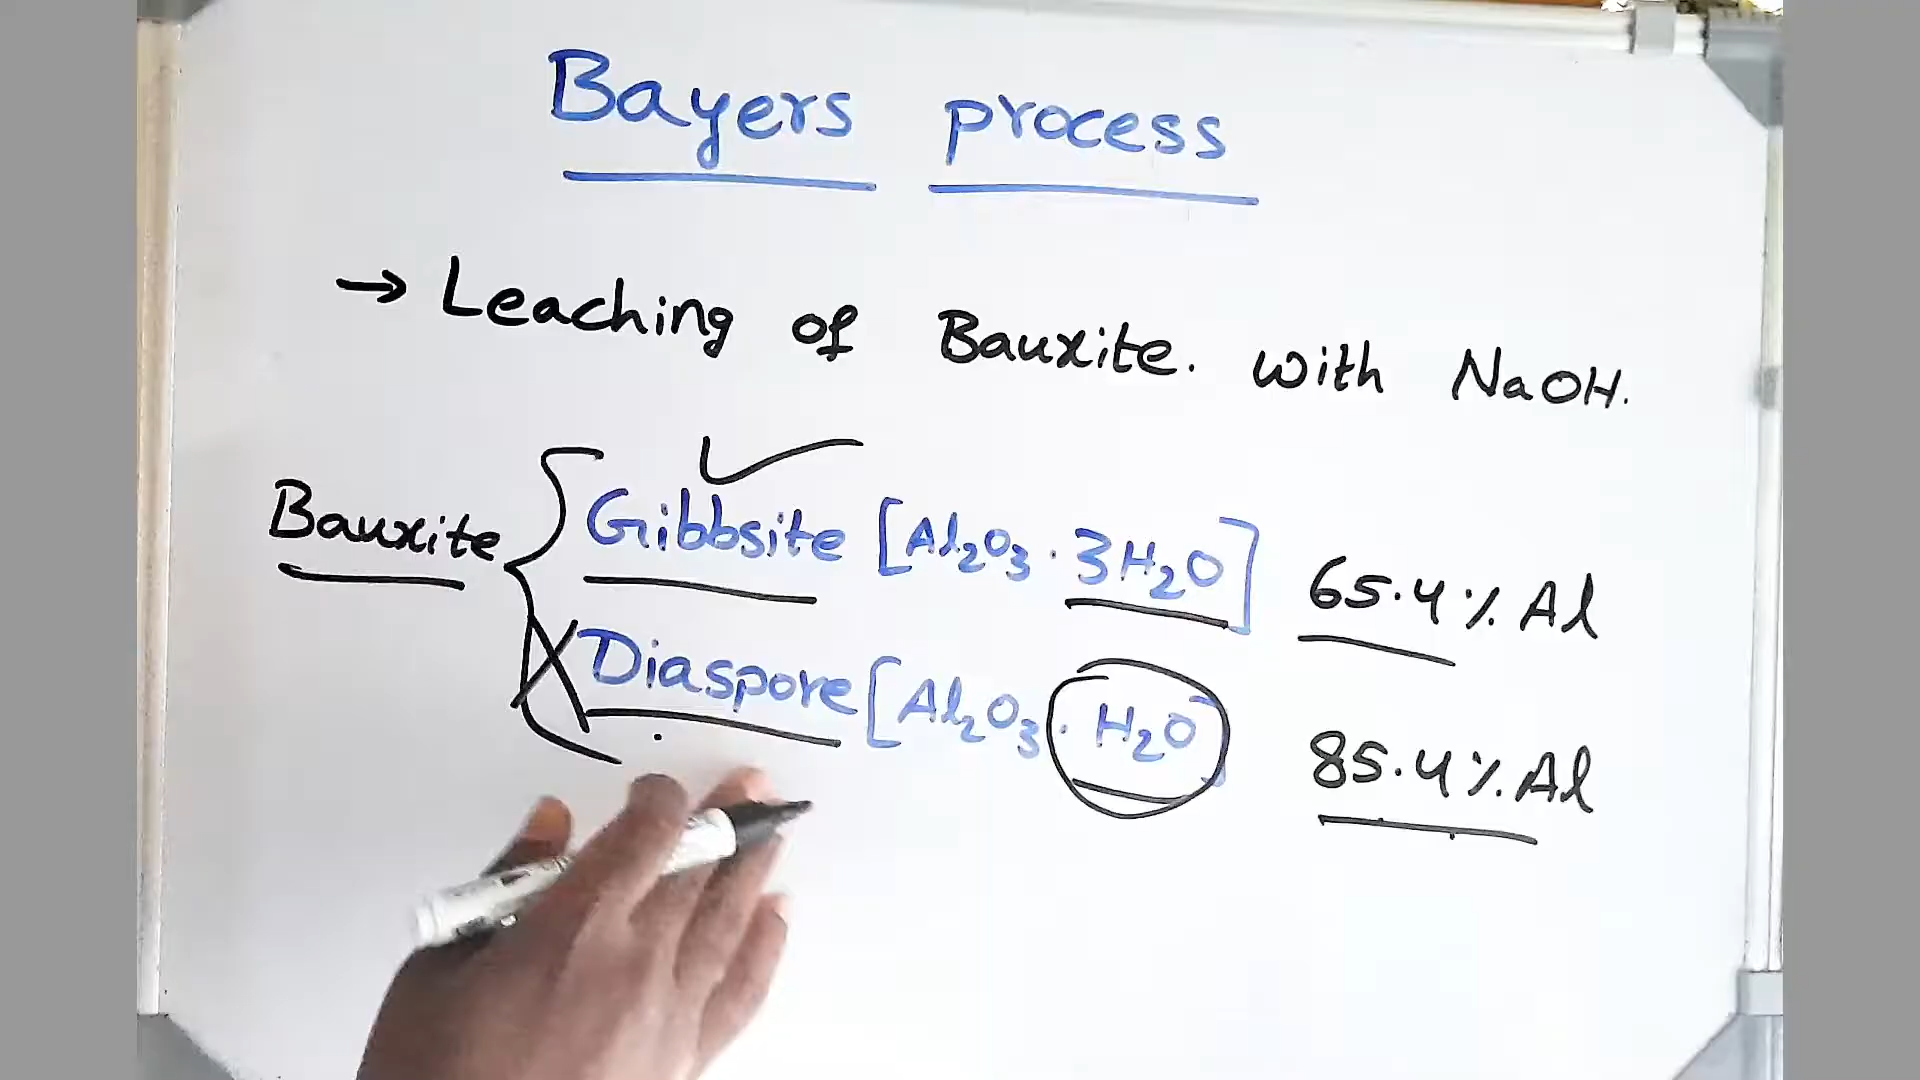 Bayers process
→ Leaching of Bauxite. with NaOH.
Bauxite { Gibbsite [Al₂O₃·3H₂O] 65.4% Al
Diaspore [Al₂O₃·H₂O] 85.4% Al